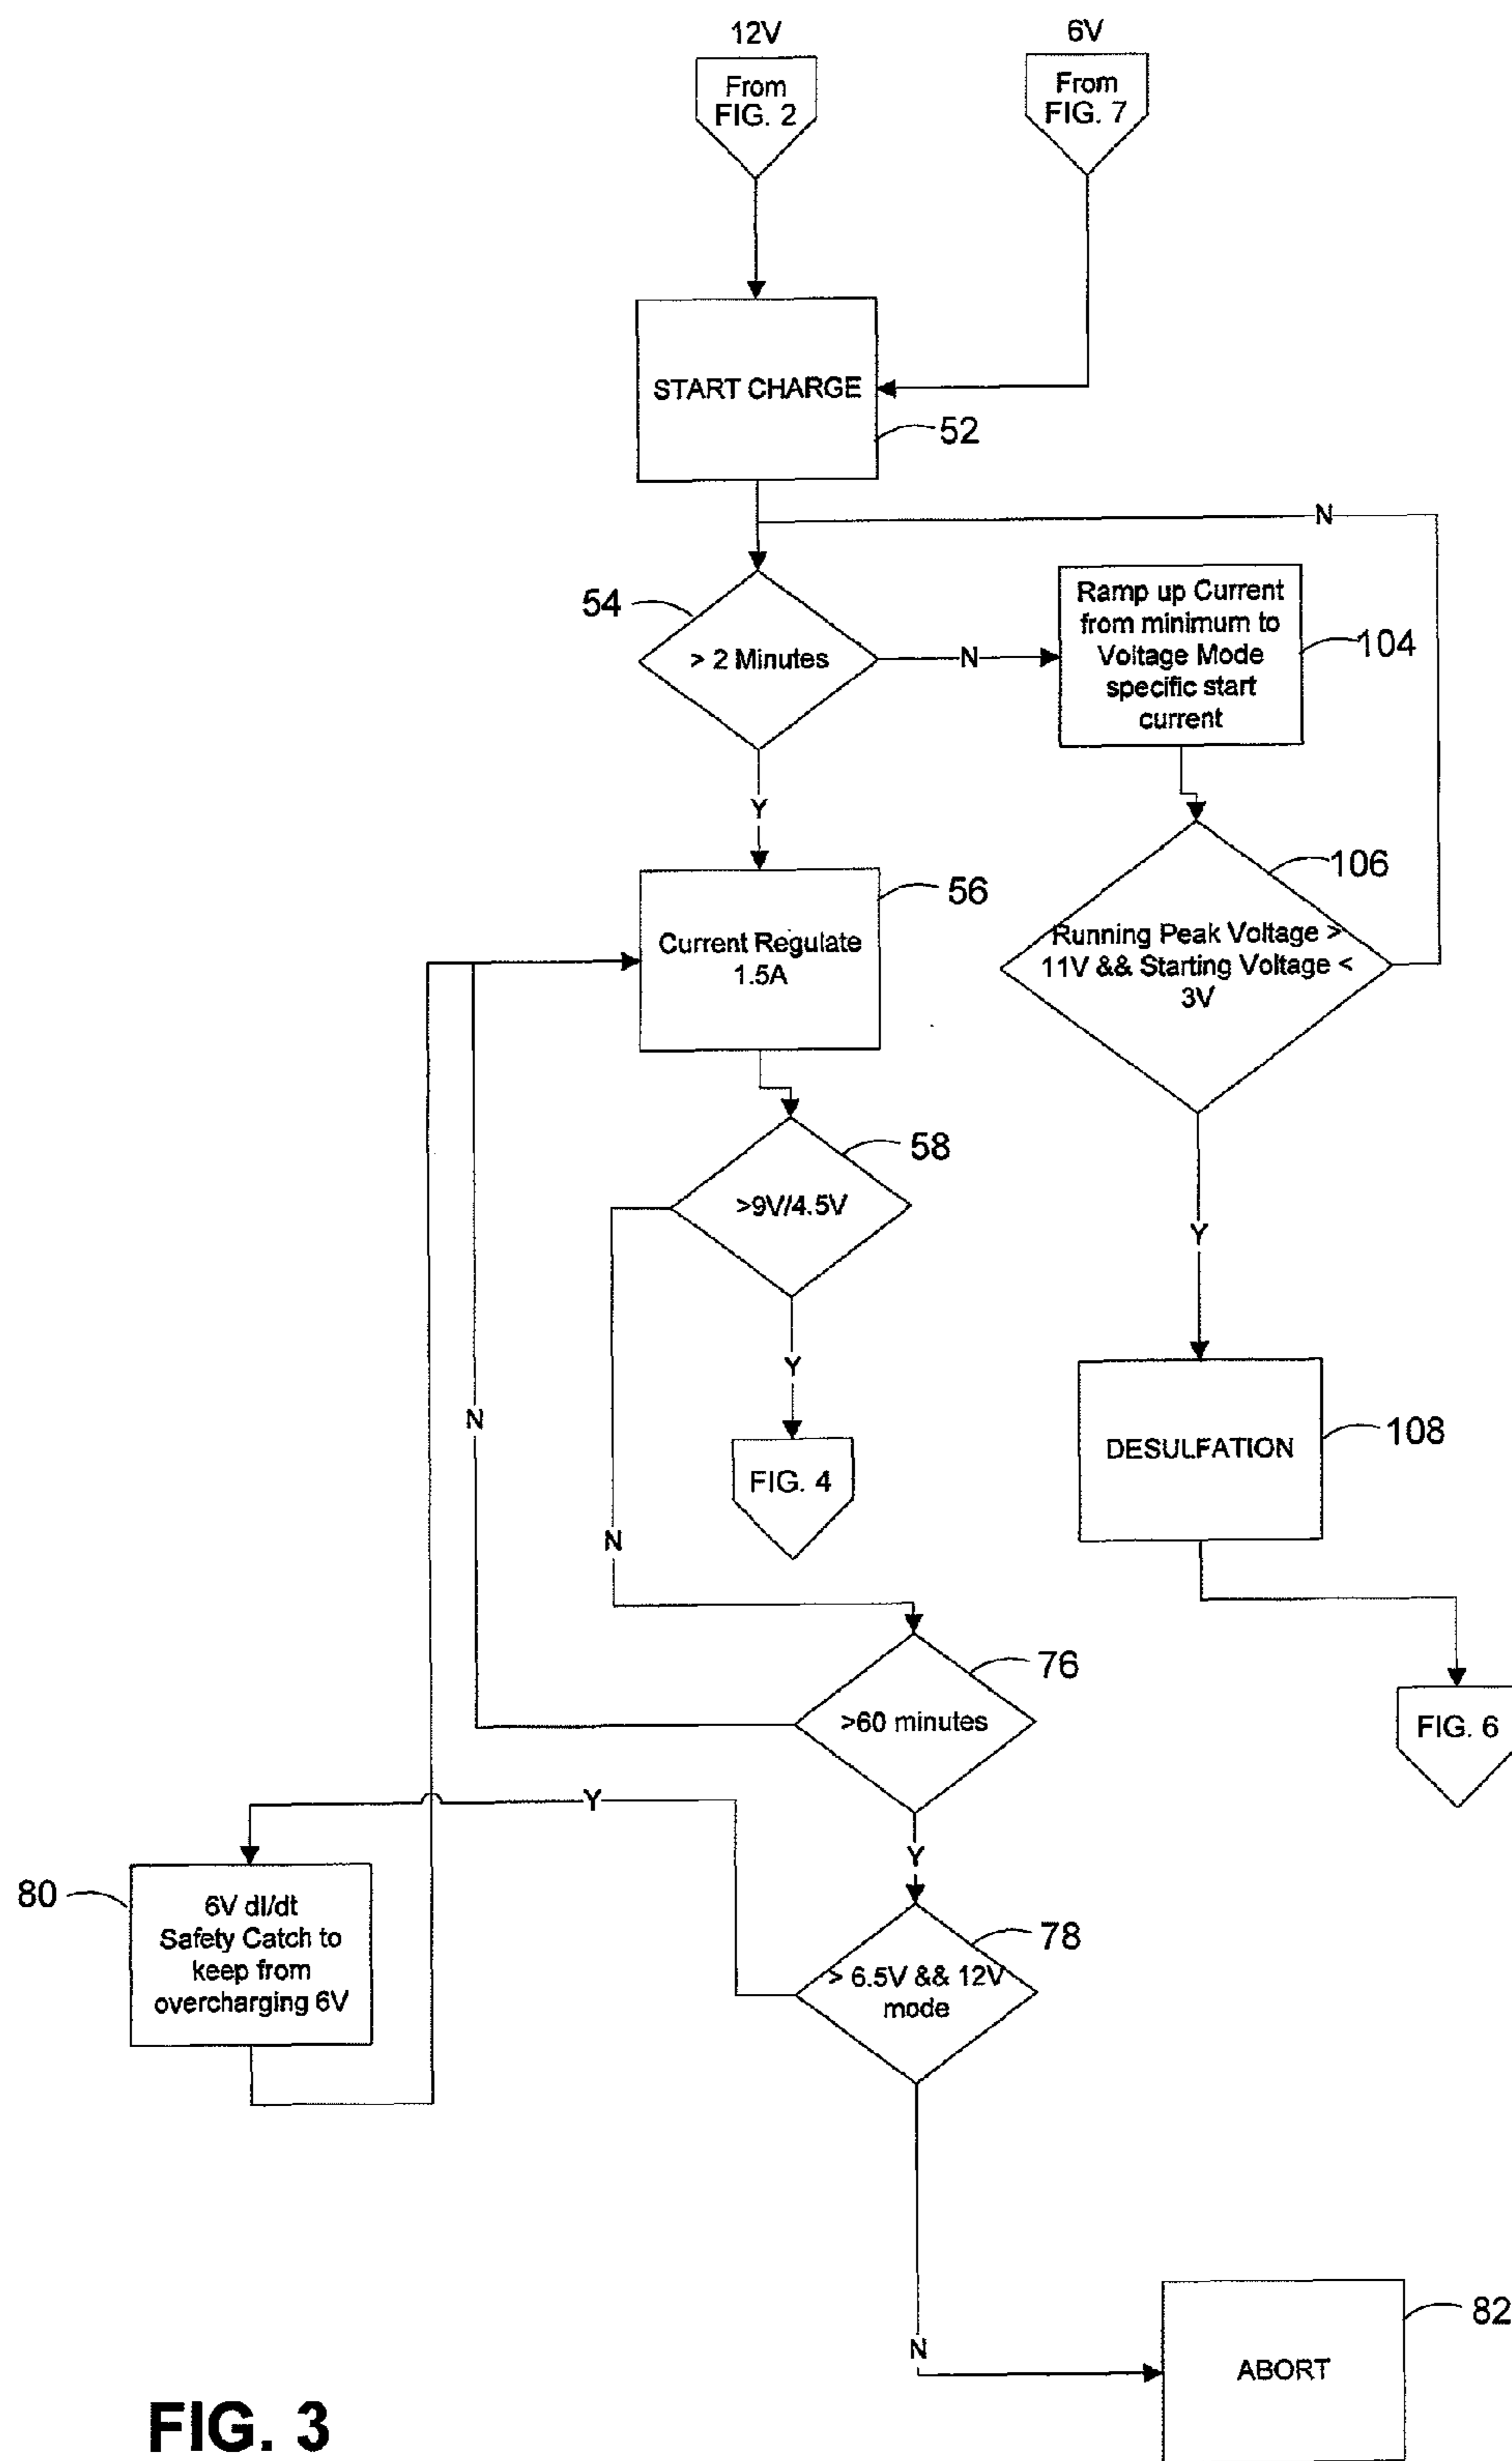 12V
6V
From
FIG. 2
From
FIG. 7
START CHARGE
52
N
54
> 2 Minutes
N
Ramp up Current
from minimum to
Voltage Mode
specific start
current
104
Y
106
56
Current Regulate
1.5A
Running Peak Voltage >
11V && Starting Voltage <
3V
58
>9V/4.5V
Y
Y
N
FIG. 4
DESULFATION
108
N
76
>60 minutes
FIG. 6
Y
Y
80
6V dI/dt
Safety Catch to
keep from
overcharging 6V
78
> 6.5V && 12V
mode
N
82
ABORT
FIG. 3